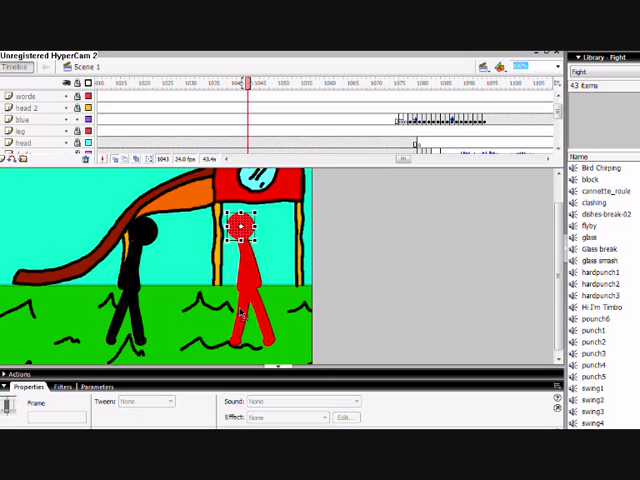 Unregistered HyperCam 2
Timeline
Scene 1
Library - Fight
Fight
43 items
1015 1020 1025 1030 1035 1045 1050 1055 1060 1065 1070 1075 1080 1085 1090 1095
words
head 2
blue
leg
head
1043 24.0 fps 43.4s
Name
Bird Chirping
block
cannette_roule
clashing
dishes-break-02
flyby
glass
Glass break
glass smash
hardpunch1
hardpunch2
hardpunch3
Hi I'm Timbo
pounch6
punch1
punch2
punch3
punch4
punch5
swing1
swing2
swing3
swing4
Actions
Properties Filters Parameters
Frame
Tween: None
Sound: None
Effect: None
Edit...